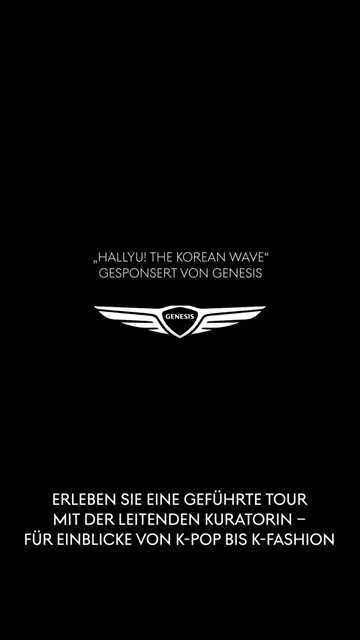 „HALLYU! THE KOREAN WAVE“
GESPONSERT VON GENESIS
GENESIS
ERLEBEN SIE EINE GEFÜHRTE TOUR
MIT DER LEITENDEN KURATORIN –
FÜR EINBLICKE VON K-POP BIS K-FASHION